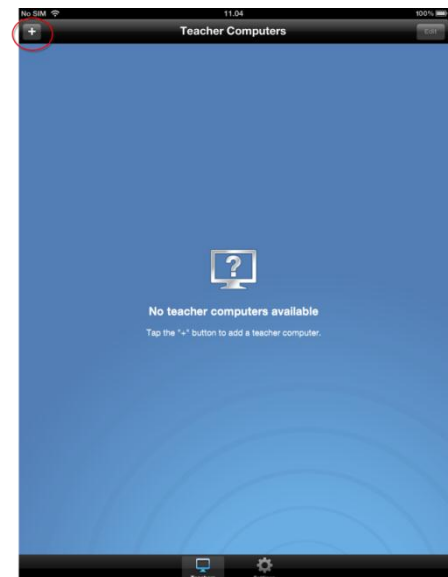 No SIM 11.04 100%
+ Teacher Computers Edit
?
No teacher computers available
Tap the "+" button to add a teacher computer.